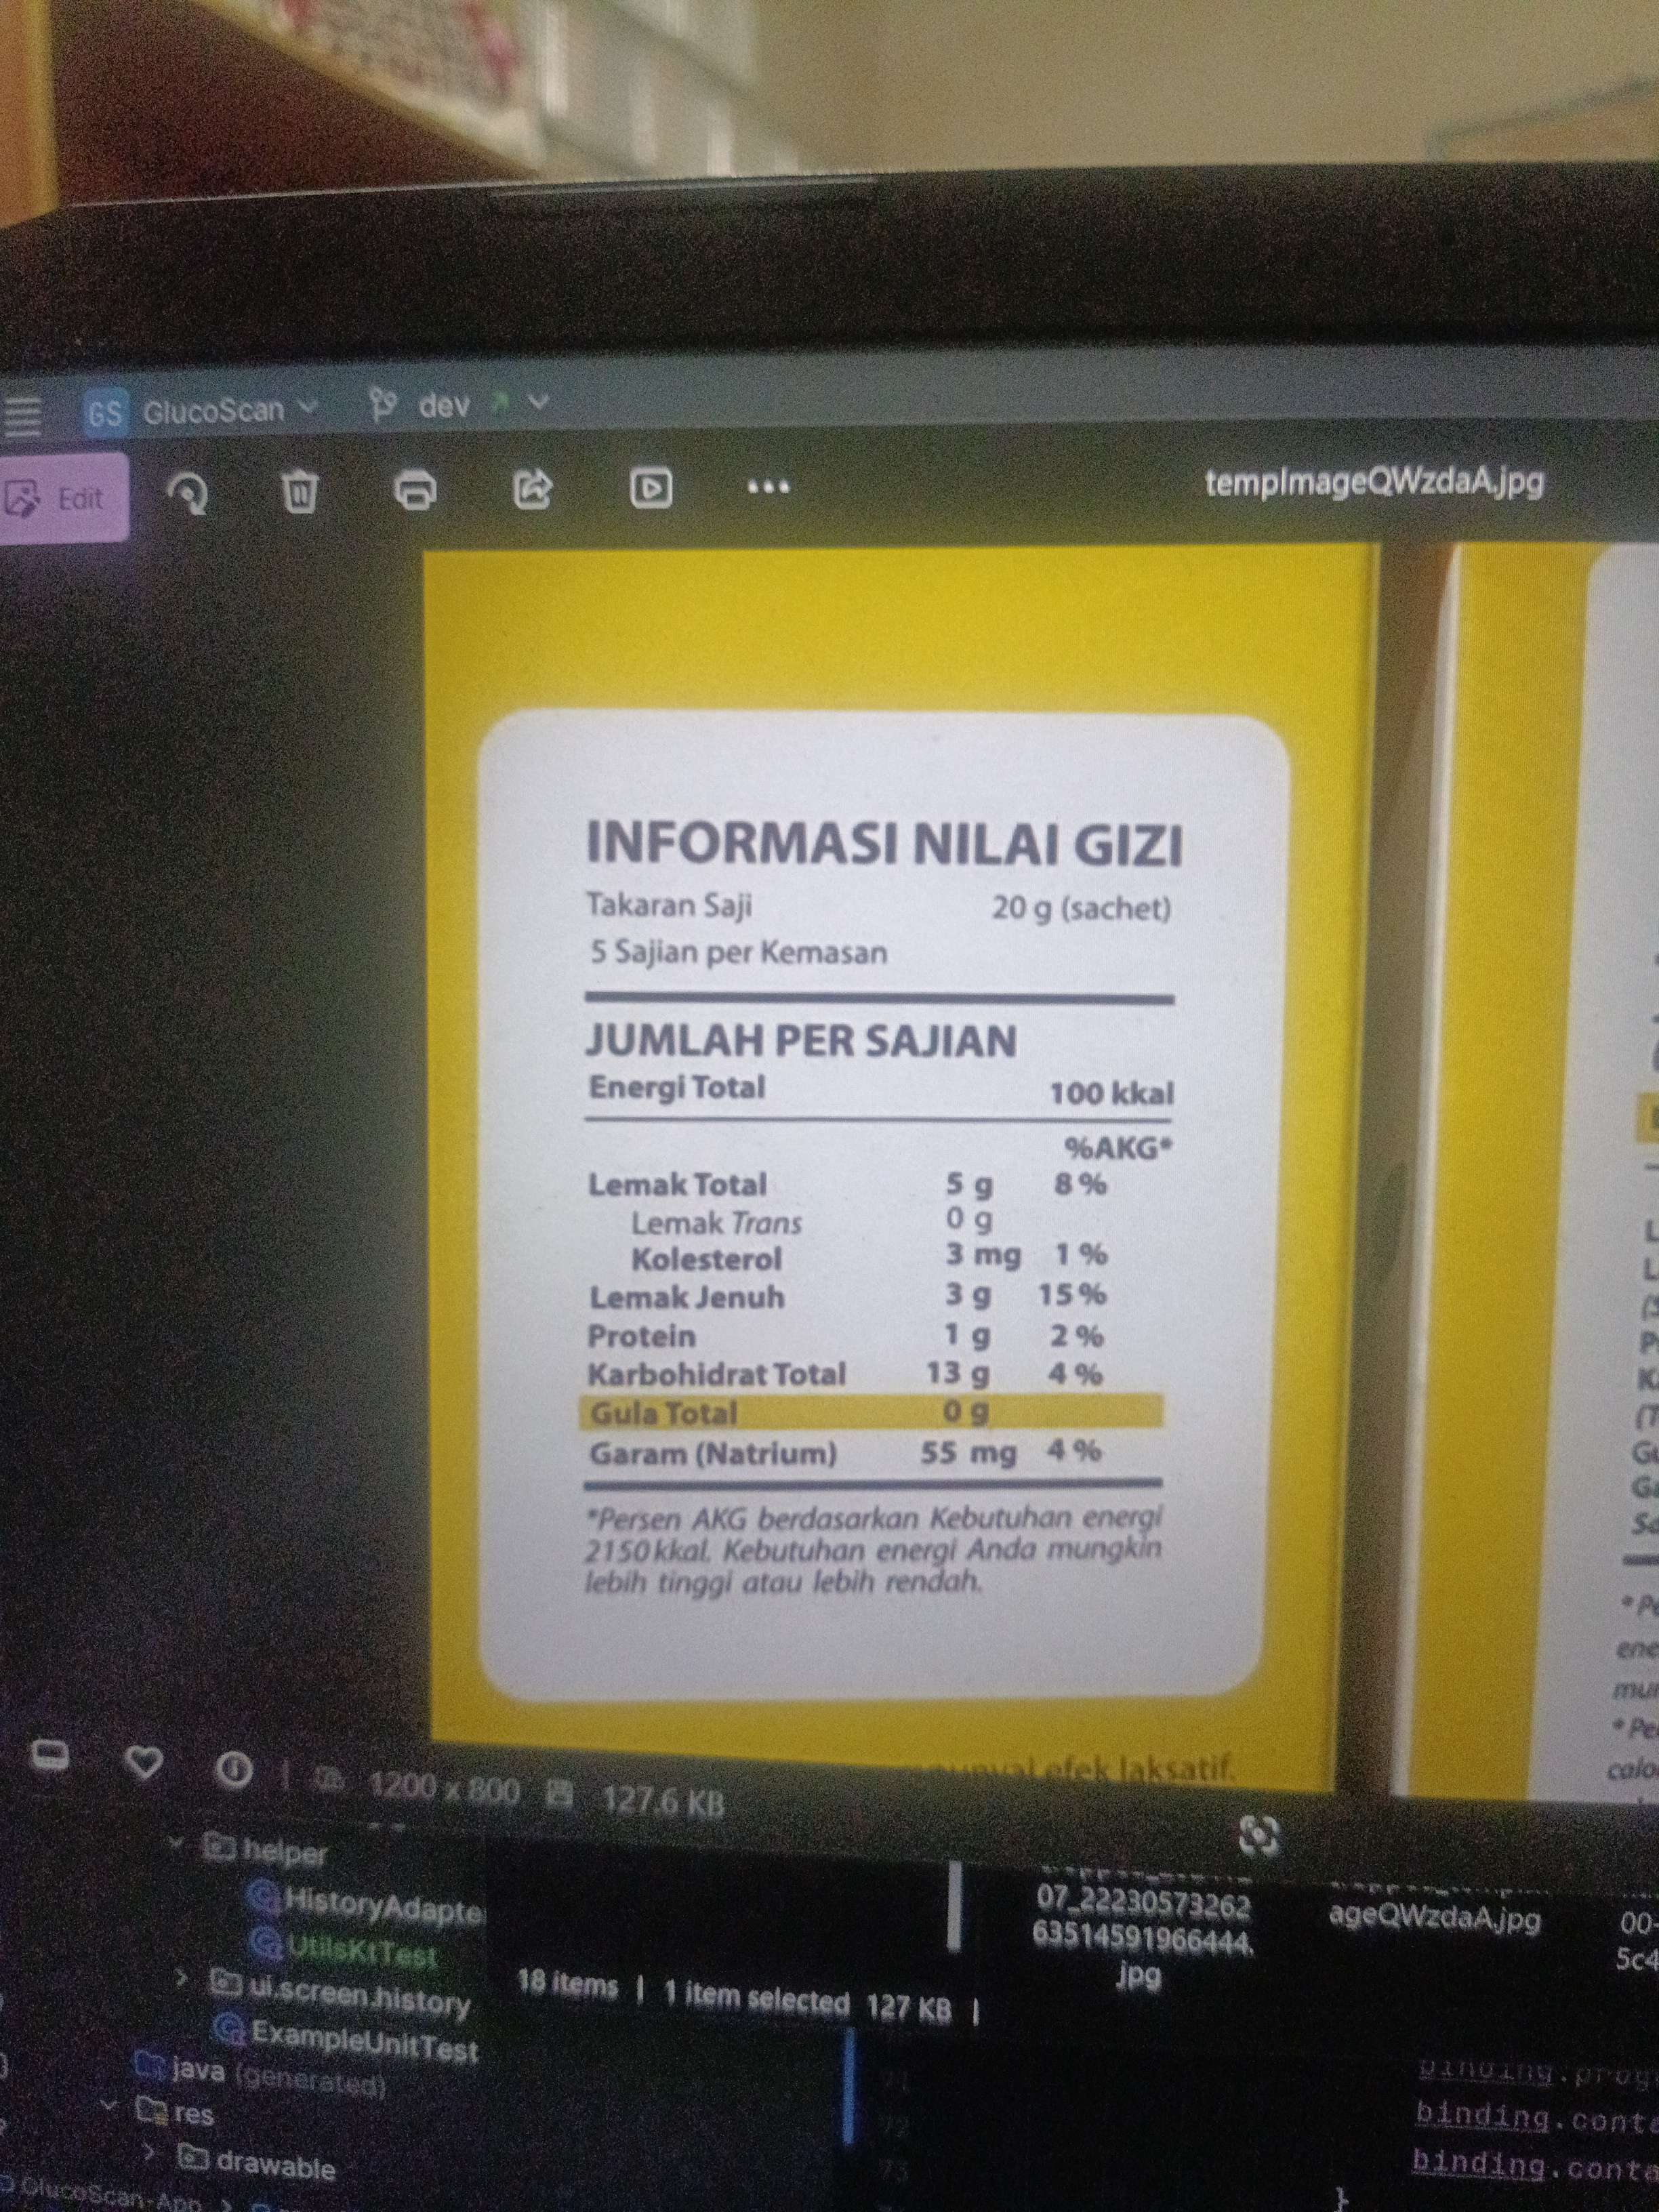 GS GlucoScan dev
Edit
tempImageQWzdaA.jpg
INFORMASI NILAI GIZI
Takaran Saji 20 g (sachet)
5 Sajian per Kemasan
JUMLAH PER SAJIAN
Energi Total 100 kkal
%AKG*
Lemak Total 5 g 8%
Lemak Trans 0 g
Kolesterol 3 mg 1%
Lemak Jenuh 3 g 15%
Protein 1 g 2%
Karbohidrat Total 13 g 4%
Gula Total 0 g
Garam (Natrium) 55 mg 4%
*Persen AKG berdasarkan Kebutuhan energi
2150 kkal. Kebutuhan energi Anda mungkin
lebih tinggi atau lebih rendah.
efek laksatif.
1200 x 800 127.6 KB
helper
HistoryAdapte
UtilsKtTest
ui.screen.history
ExampleUnitTest
java (generated)
res
drawable
GlucoScan-App
18 items | 1 item selected 127 KB |
07_22230573262
63514591966444.
jpg
ageQWzdaA.jpg
00-
5c4
72
73
binding.prog
binding.conta
binding.conta
}